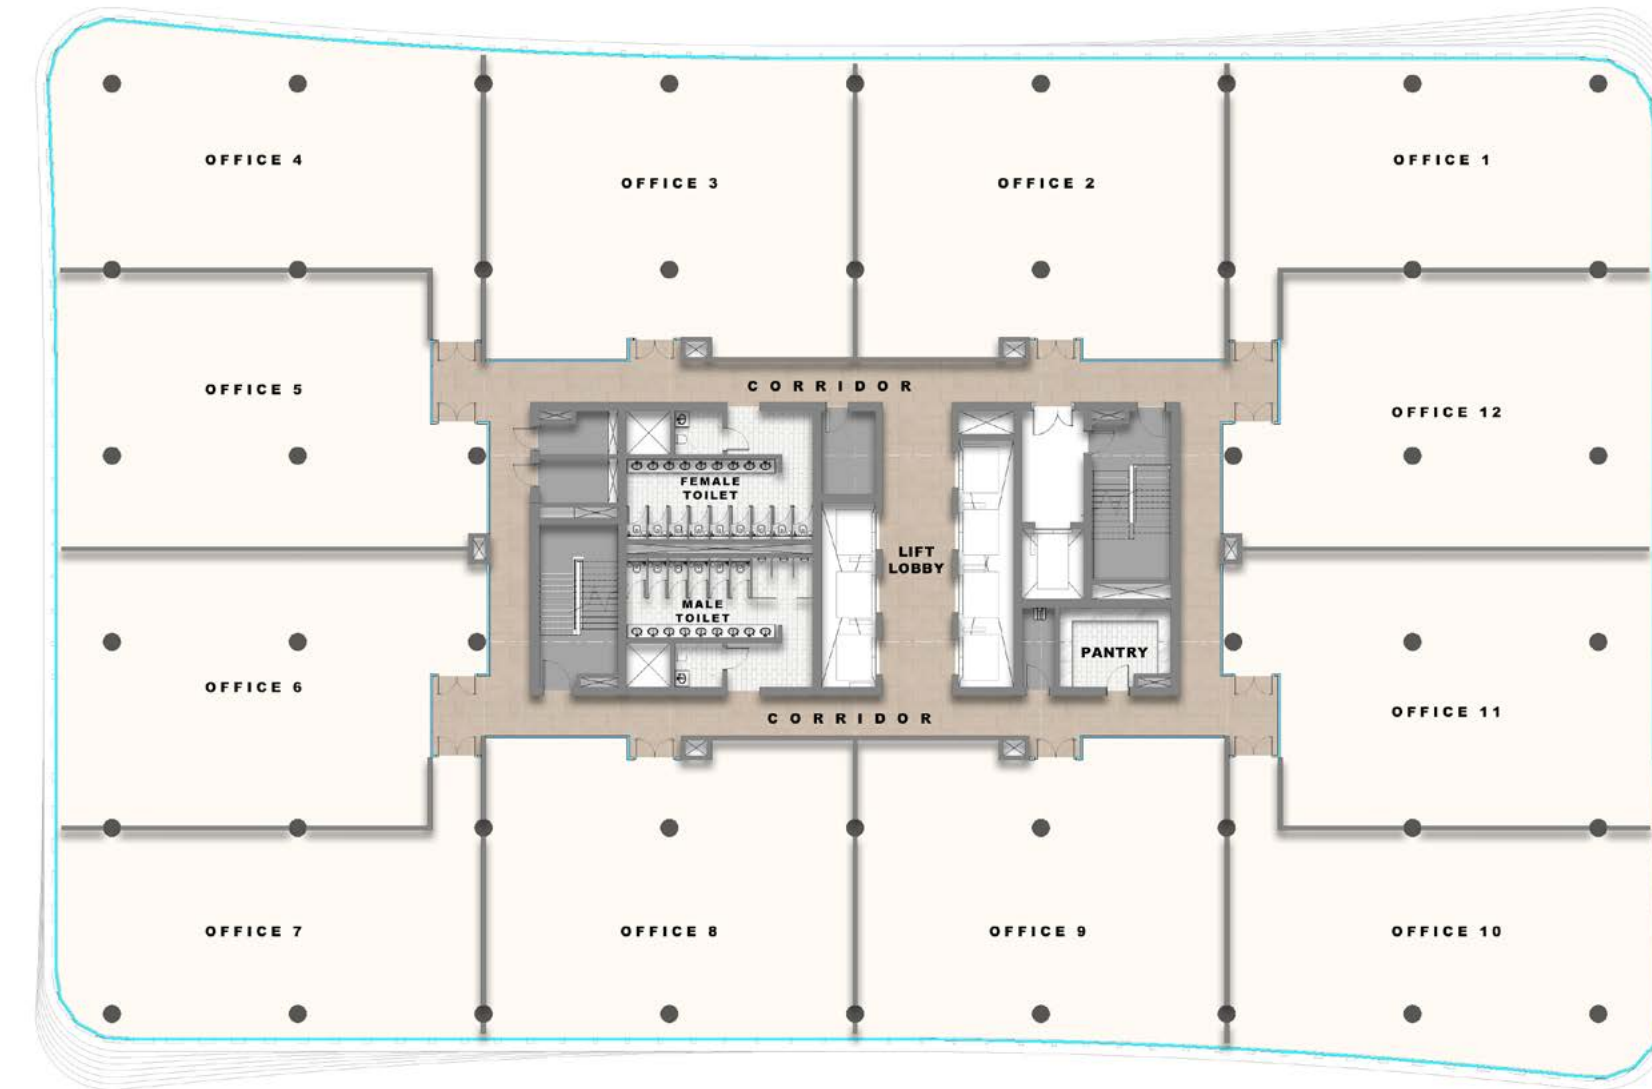 OFFICE 4
OFFICE 3
OFFICE 2
OFFICE 1
OFFICE 5
CORRIDOR
OFFICE 12
FEMALE
TOILET
LIFT
LOBBY
MALE
TOILET
PANTRY
OFFICE 6
CORRIDOR
OFFICE 11
OFFICE 7
OFFICE 8
OFFICE 9
OFFICE 10